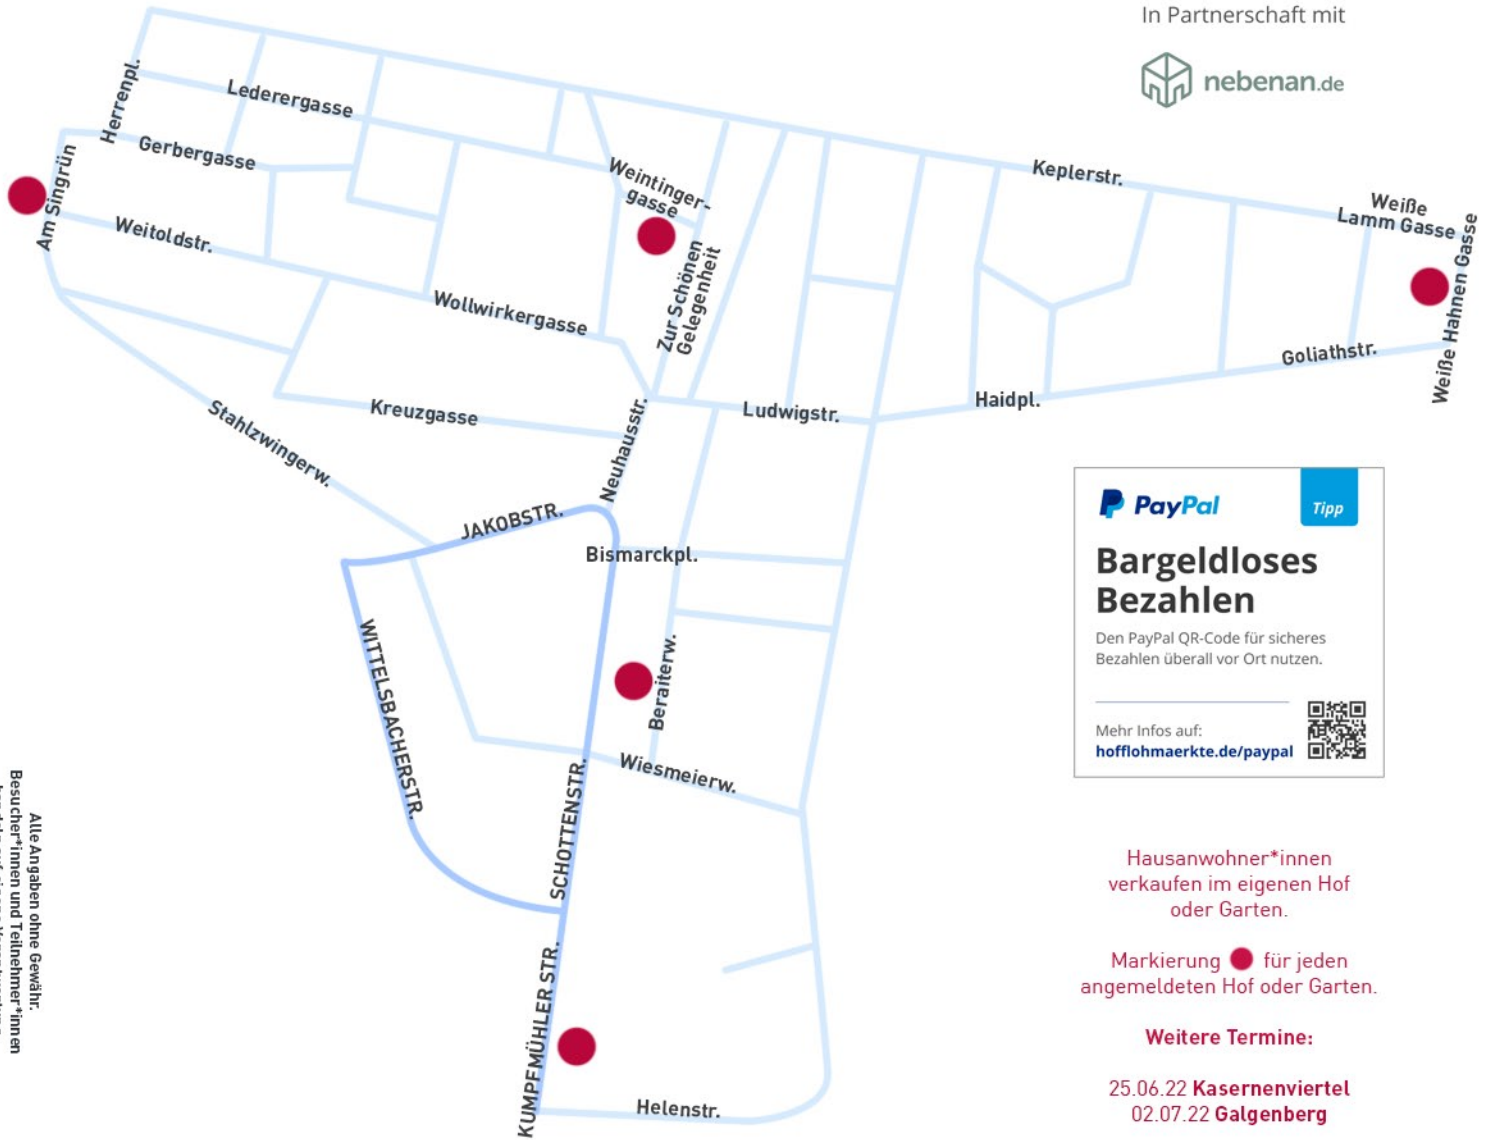 In Partnerschaft mit
nebenan.de
Herrenpl.
Lederergasse
Gerbergasse
Am Singrün
Weitoldstr.
Wollwirkergasse
Weintinger-
gasse
Zur Schönen
Gelegenheit
Keplerstr.
Weiße
Lamm Gasse
Weiße Hahnen Gasse
Goliathstr.
Haidpl.
Ludwigstr.
Kreuzgasse
Neuhausstr.
Stahlzwingerw.
JAKOBSTR.
Bismarckpl.
WITTELSBACHERSTR.
Beraiterw.
Wiesmeierw.
SCHOTTENSTR.
KUMPFMÜHLER STR.
Helenstr.
PayPal
Tipp
Bargeldloses
Bezahlen
Den PayPal QR-Code für sicheres
Bezahlen überall vor Ort nutzen.
Mehr Infos auf:
hofflohmaerkte.de/paypal
Hausanwohner*innen
verkaufen im eigenen Hof
oder Garten.
Markierung für jeden
angemeldeten Hof oder Garten.
Weitere Termine:
25.06.22 Kasernenviertel
02.07.22 Galgenberg
Alle Angaben ohne Gewähr.
Besucher*innen und Teilnehmer*innen